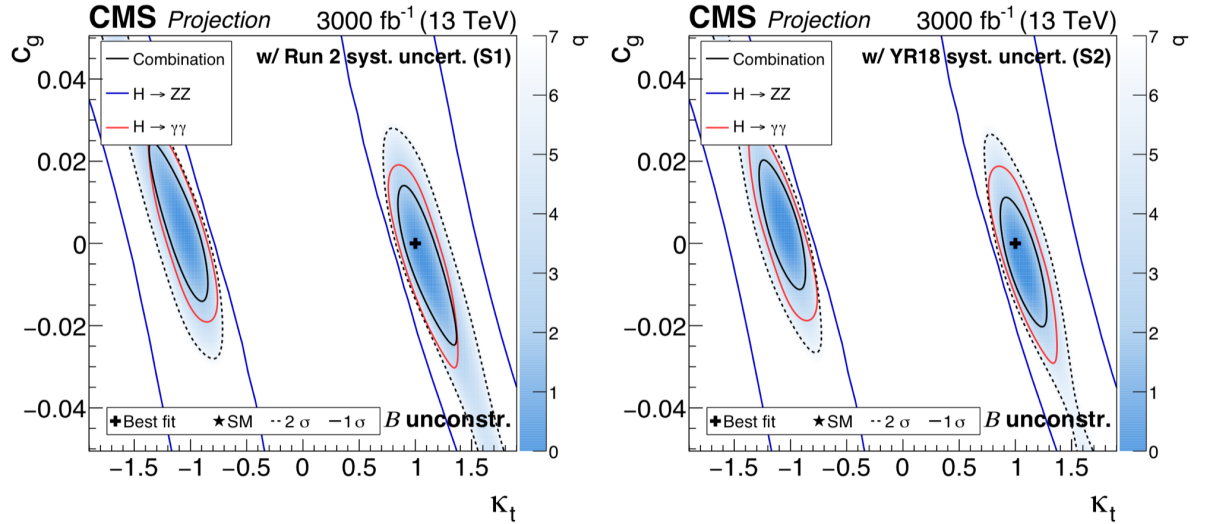 CMS Projection 3000 fb⁻¹ (13 TeV)
w/ Run 2 syst. uncert. (S1)
Combination
H → ZZ
H → γγ
c_g
0.04
0.02
0
−0.02
−0.04
7
6
5
4
3
2
1
0
q
Best fit ★SM 2 σ 1 σ
B unconstr.
−1.5 −1 −0.5 0 0.5 1 1.5
κ_t
CMS Projection 3000 fb⁻¹ (13 TeV)
w/ YR18 syst. uncert. (S2)
Combination
H → ZZ
H → γγ
c_g
0.04
0.02
0
−0.02
−0.04
7
6
5
4
3
2
1
0
q
Best fit ★SM 2 σ 1 σ
B unconstr.
−1.5 −1 −0.5 0 0.5 1 1.5
κ_t